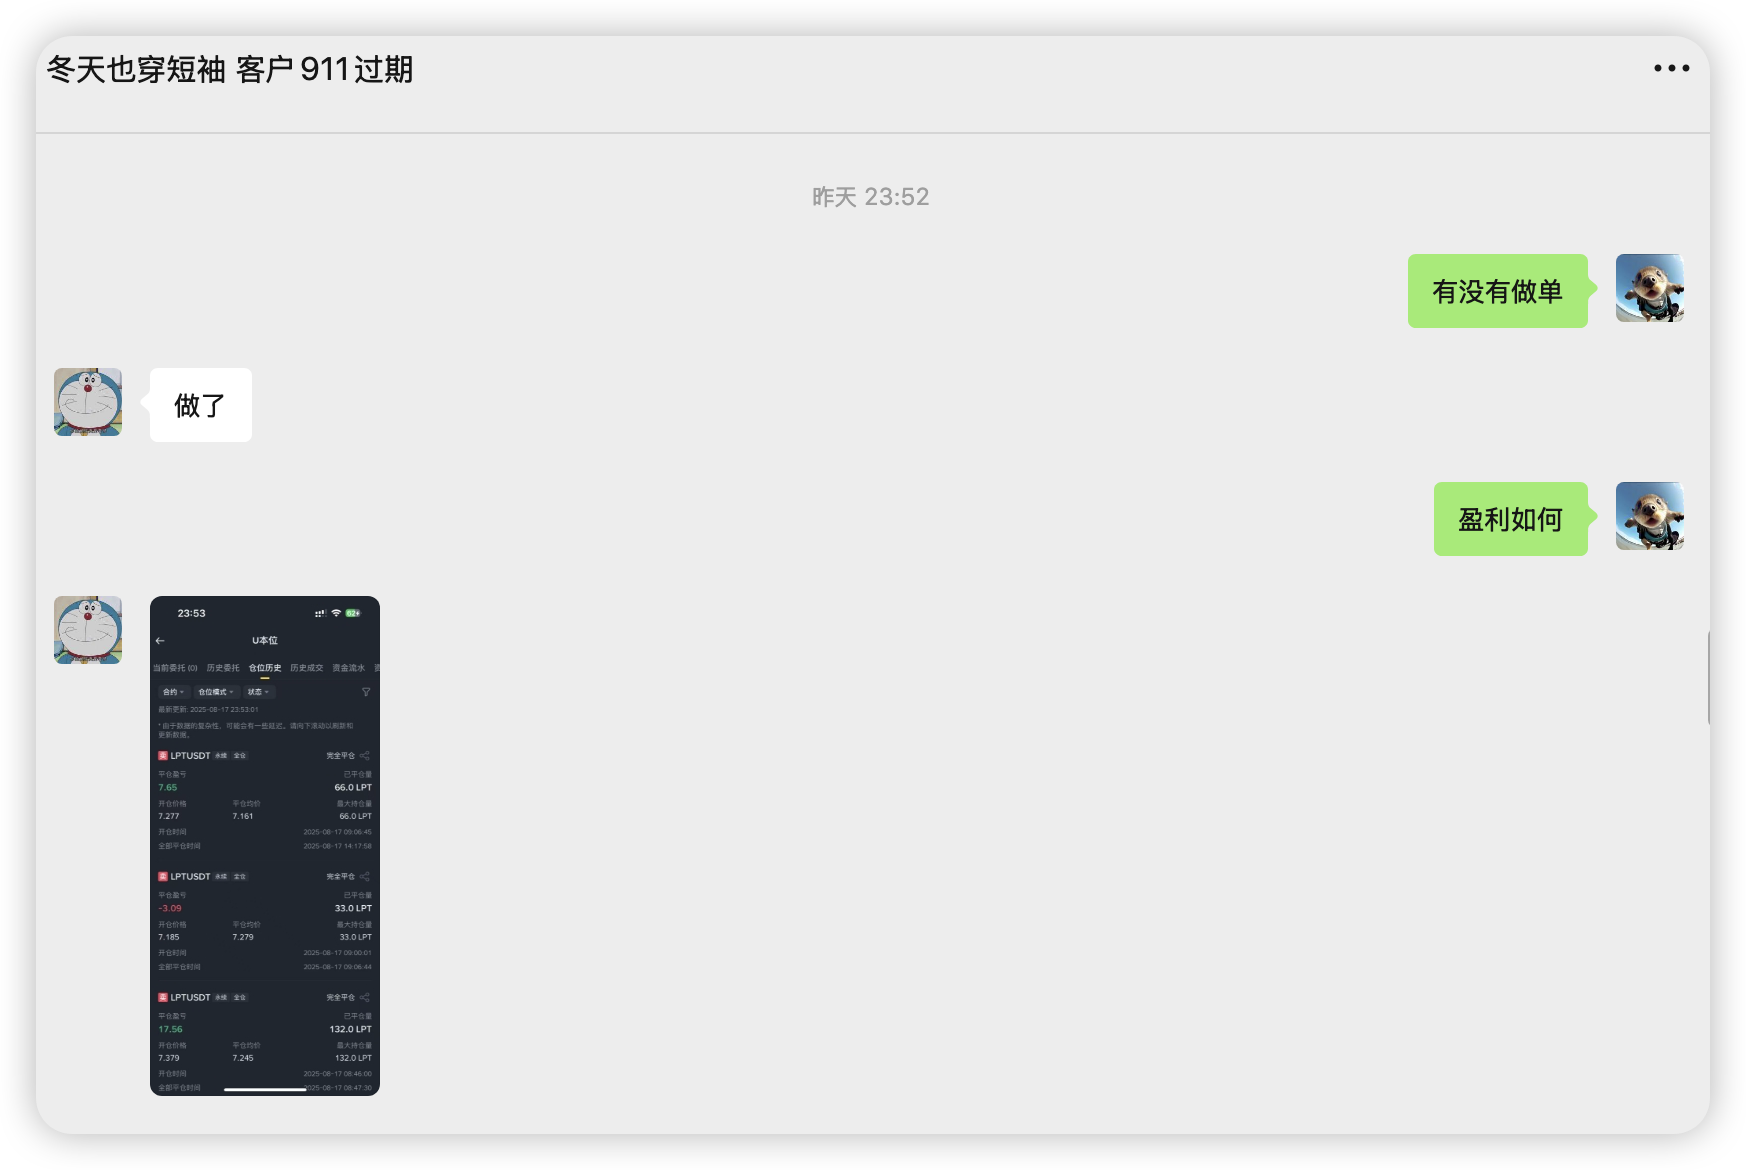 冬天也穿短袖 客户911过期
昨天 23:52
有没有做单
做了
盈利如何
23:53
62
U本位
当前委托 (0) 历史委托 仓位历史 历史成交 资金流水
合约 仓位模式 状态
最新更新: 2025-08-17 23:53:01
* 由于数据的复杂性，可能会有一些延迟。请向下滚动以刷新和
更新数据。
卖 LPTUSDT 永续 全仓 完全平仓
平仓盈亏 已平仓量
7.65 66.0 LPT
开仓价格 平仓均价 最大持仓量
7.277 7.161 66.0 LPT
开仓时间 2025-08-17 09:06:45
全部平仓时间 2025-08-17 14:17:58
卖 LPTUSDT 永续 全仓 完全平仓
平仓盈亏 已平仓量
-3.09 33.0 LPT
开仓价格 平仓均价 最大持仓量
7.185 7.279 33.0 LPT
开仓时间 2025-08-17 09:00:01
全部平仓时间 2025-08-17 09:06:44
卖 LPTUSDT 永续 全仓 完全平仓
平仓盈亏 已平仓量
17.56 132.0 LPT
开仓价格 平仓均价 最大持仓量
7.379 7.245 132.0 LPT
开仓时间 2025-08-17 08:46:00
全部平仓时间 2025-08-17 08:47:30